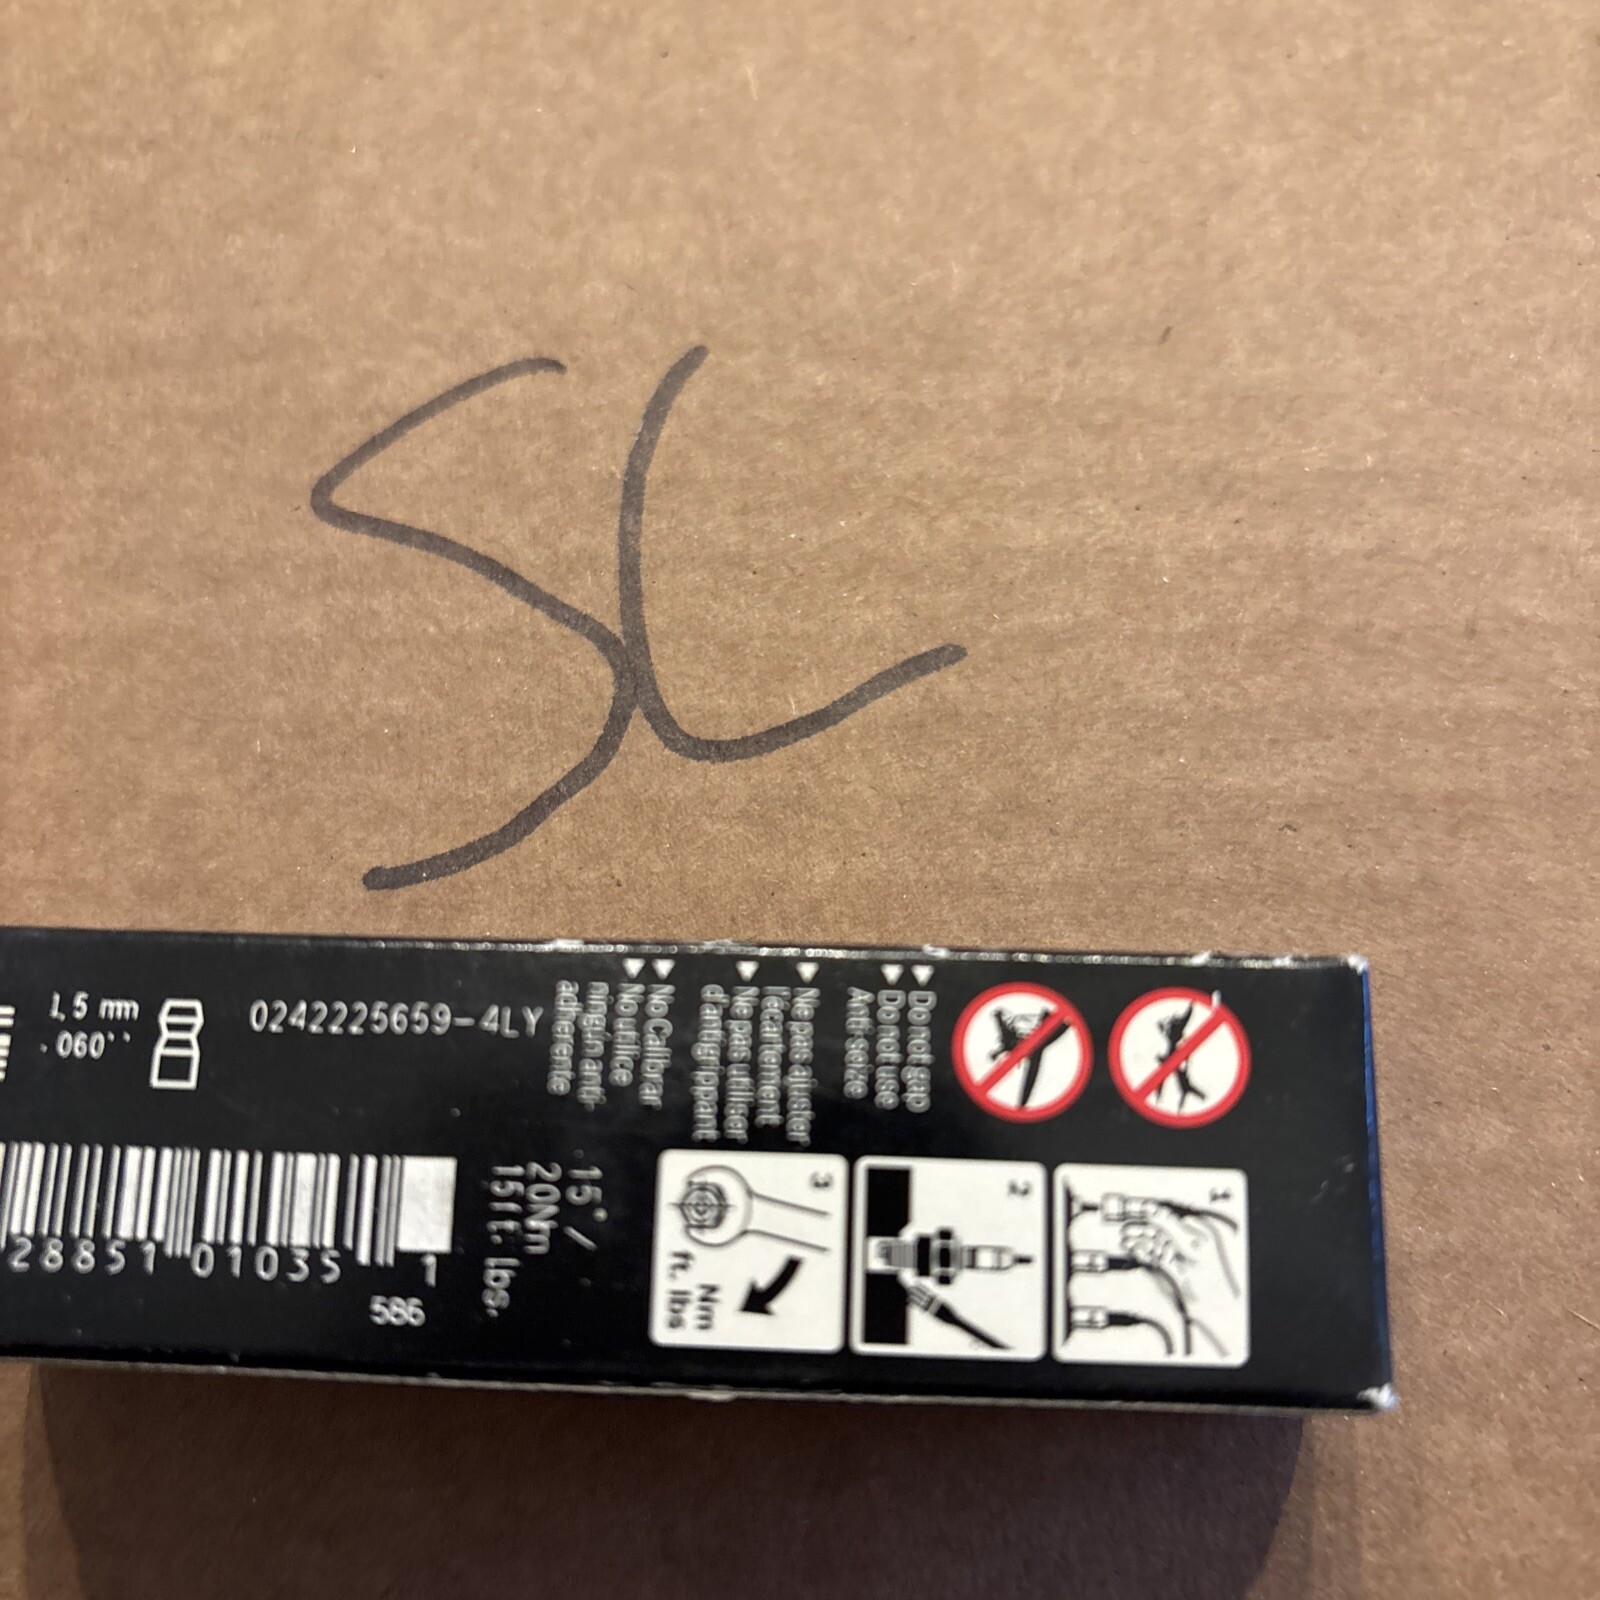 SL
1,5 mm
.060''
0242225659-4LY
Do not gap
Do not use
Anti-seize
Ne pas ajuster
l'écartement
Ne pas utiliser
d'antigrippant
No Calibrar
No utilice
ningún anti-
adherente
28851 01035 1
586
15° /
20Nm
15ft. lbs.
1
2
3
Nm
ft. lbs